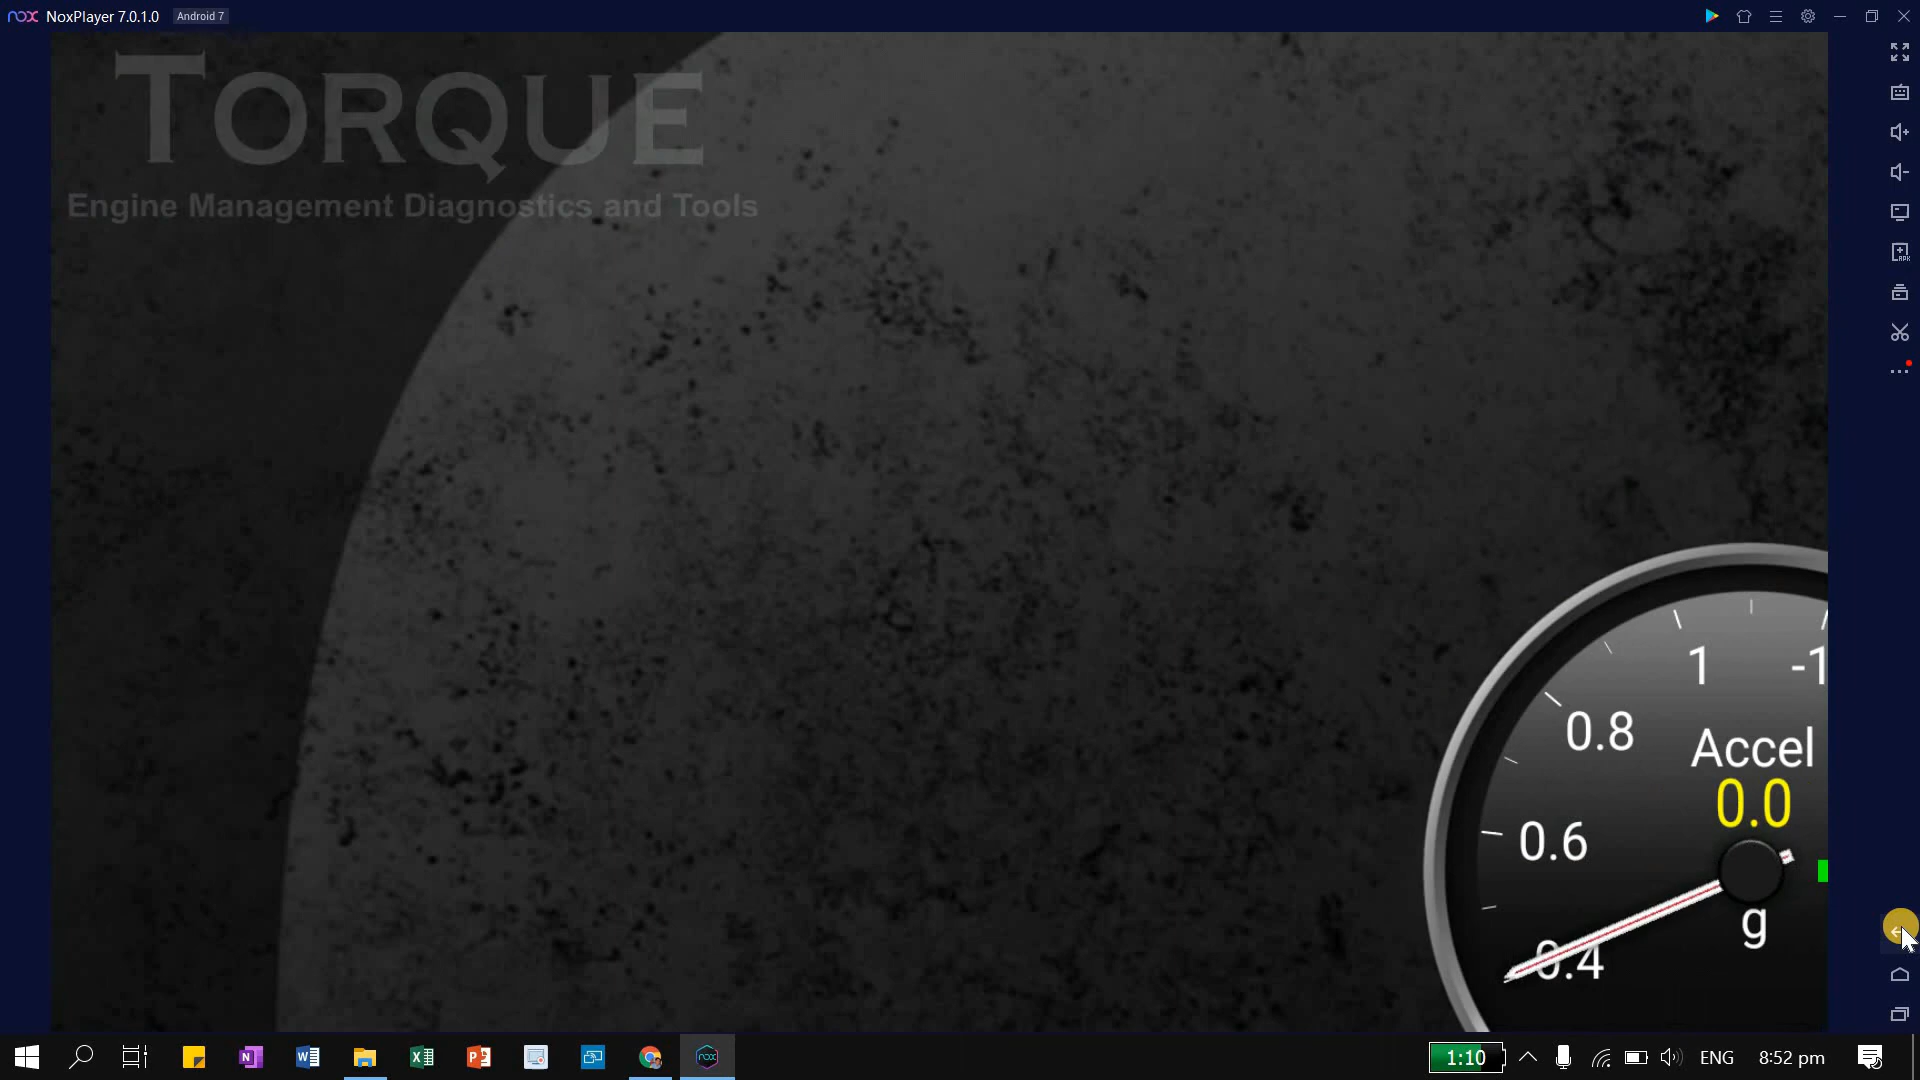 nox NoxPlayer 7.0.1.0 Android 7
TORQUE
Engine Management Diagnostics and Tools
1 -1
0.8
Accel
0.0
0.6
g
0.4
1:10 ENG 8:52 pm